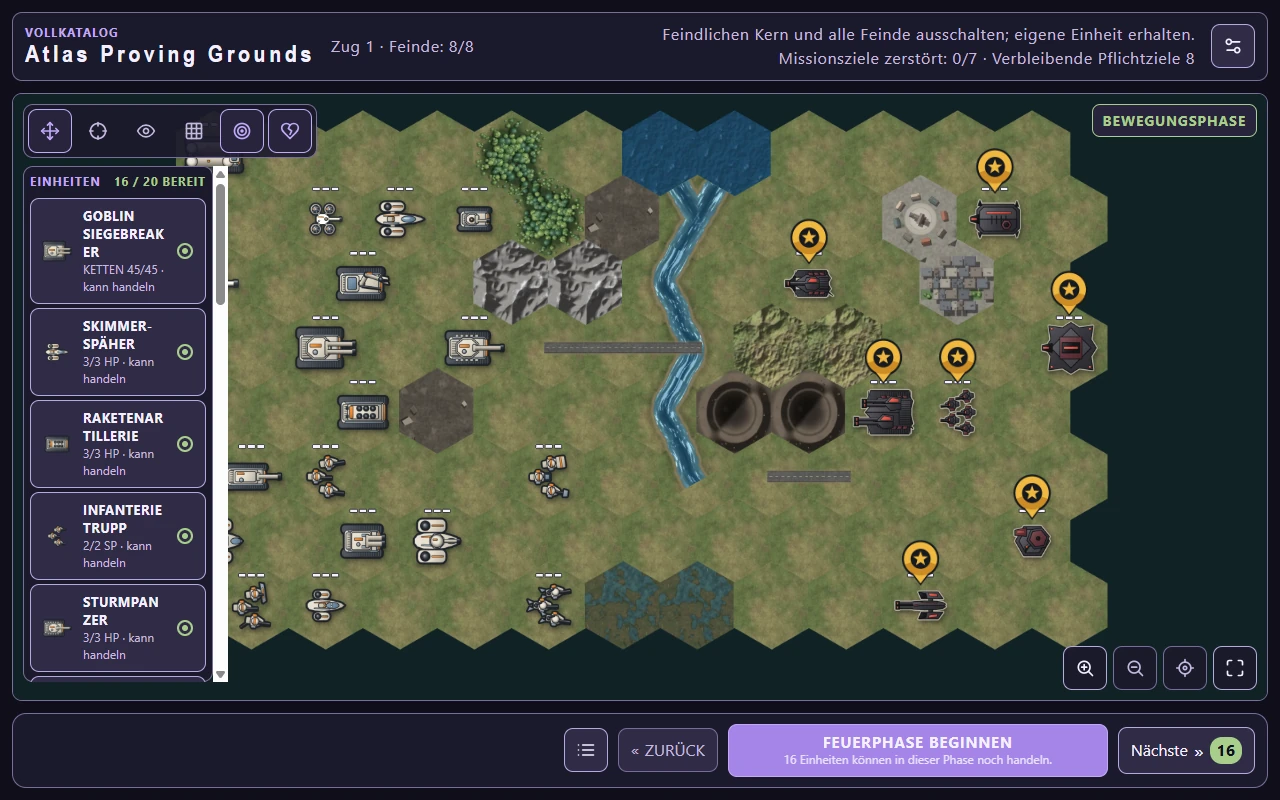 VOLLKATALOG
Atlas Proving Grounds
Zug 1 · Feinde: 8/8
Feindlichen Kern und alle Feinde ausschalten; eigene Einheit erhalten.
Missionsziele zerstört: 0/7 · Verbleibende Pflichtziele 8
BEWEGUNGSPHASE
EINHEITEN 16 / 20 BEREIT
GOBLIN
SIEGEBREAK
ER
KETTEN 45/45 ·
kann handeln
SKIMMER-
SPÄHER
3/3 HP · kann
handeln
RAKETENAR
TILLERIE
3/3 HP · kann
handeln
INFANTERIE
TRUPP
2/2 SP · kann
handeln
STURMPAN
ZER
3/3 HP · kann
handeln
« ZURÜCK
FEUERPHASE BEGINNEN
16 Einheiten können in dieser Phase noch handeln.
Nächste » 16